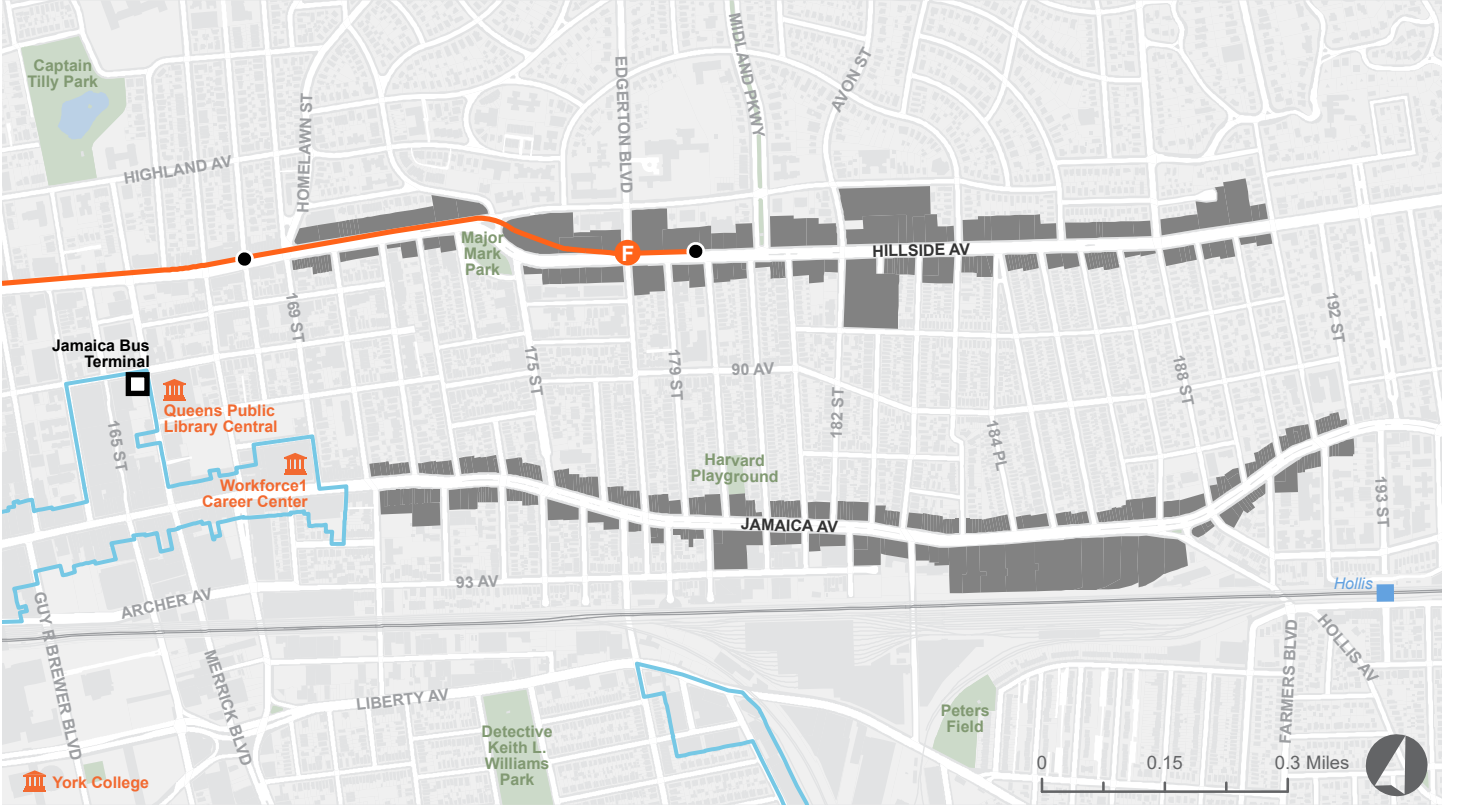 Captain
Tilly Park
HIGHLAND AV
HOMELAWN ST
EDGERTON BLVD
MIDLAND PKWY
AVON ST
Major
Mark
Park
F
HILLSIDE AV
169 ST
Jamaica Bus
Terminal
Queens Public
Library Central
165 ST
175 ST
179 ST
90 AV
182 ST
184 PL
188 ST
192 ST
193 ST
Workforce1
Career Center
Harvard
Playground
JAMAICA AV
93 AV
ARCHER AV
GUY R BREWER BLVD
MERRICK BLVD
LIBERTY AV
Detective
Keith L.
Williams
Park
Peters
Field
Hollis
FARMERS BLVD
HOLLIS AV
York College
0
0.15
0.3 Miles